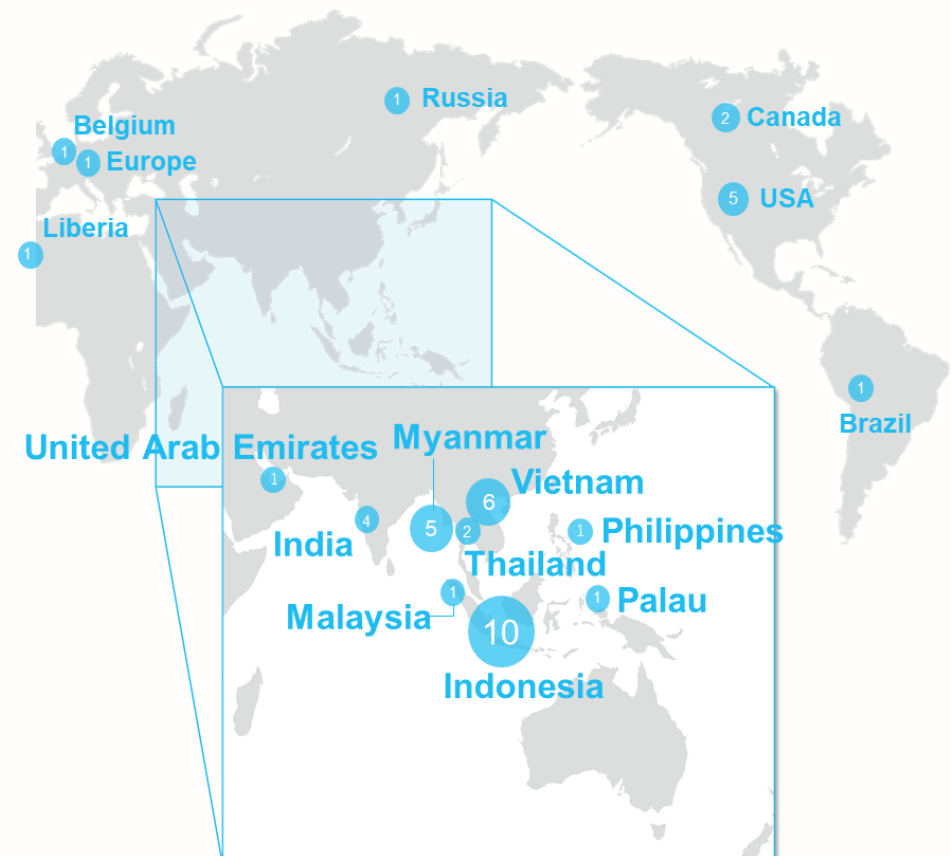 1 Russia
2 Canada
Belgium
1
1 Europe
5 USA
Liberia
1
1
Brazil
United Arab Emirates
1
Myanmar
5
6
Vietnam
4
India
2
Thailand
1 Philippines
1
Malaysia
1 Palau
10
Indonesia